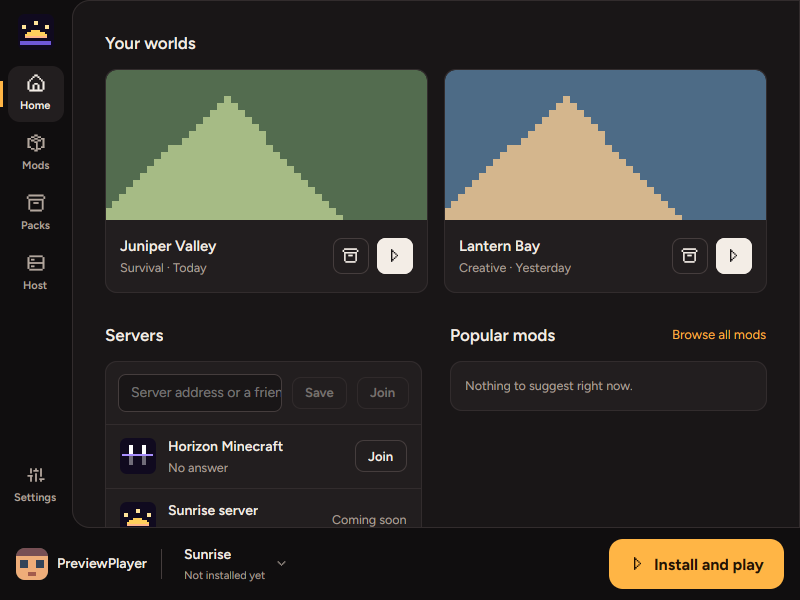 Your worlds
Home
Mods
Packs
Host
Settings
Juniper Valley
Survival · Today
Lantern Bay
Creative · Yesterday
Servers
Server address or a frien
Save
Join
Horizon Minecraft
No answer
Join
Sunrise server
Coming soon
Popular mods
Browse all mods
Nothing to suggest right now.
PreviewPlayer
Sunrise
Not installed yet
Install and play